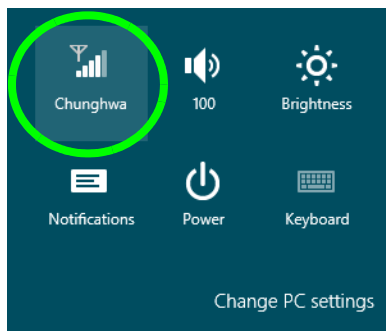 Chunghwa
100
Brightness
Notifications
Power
Keyboard
Change PC settings